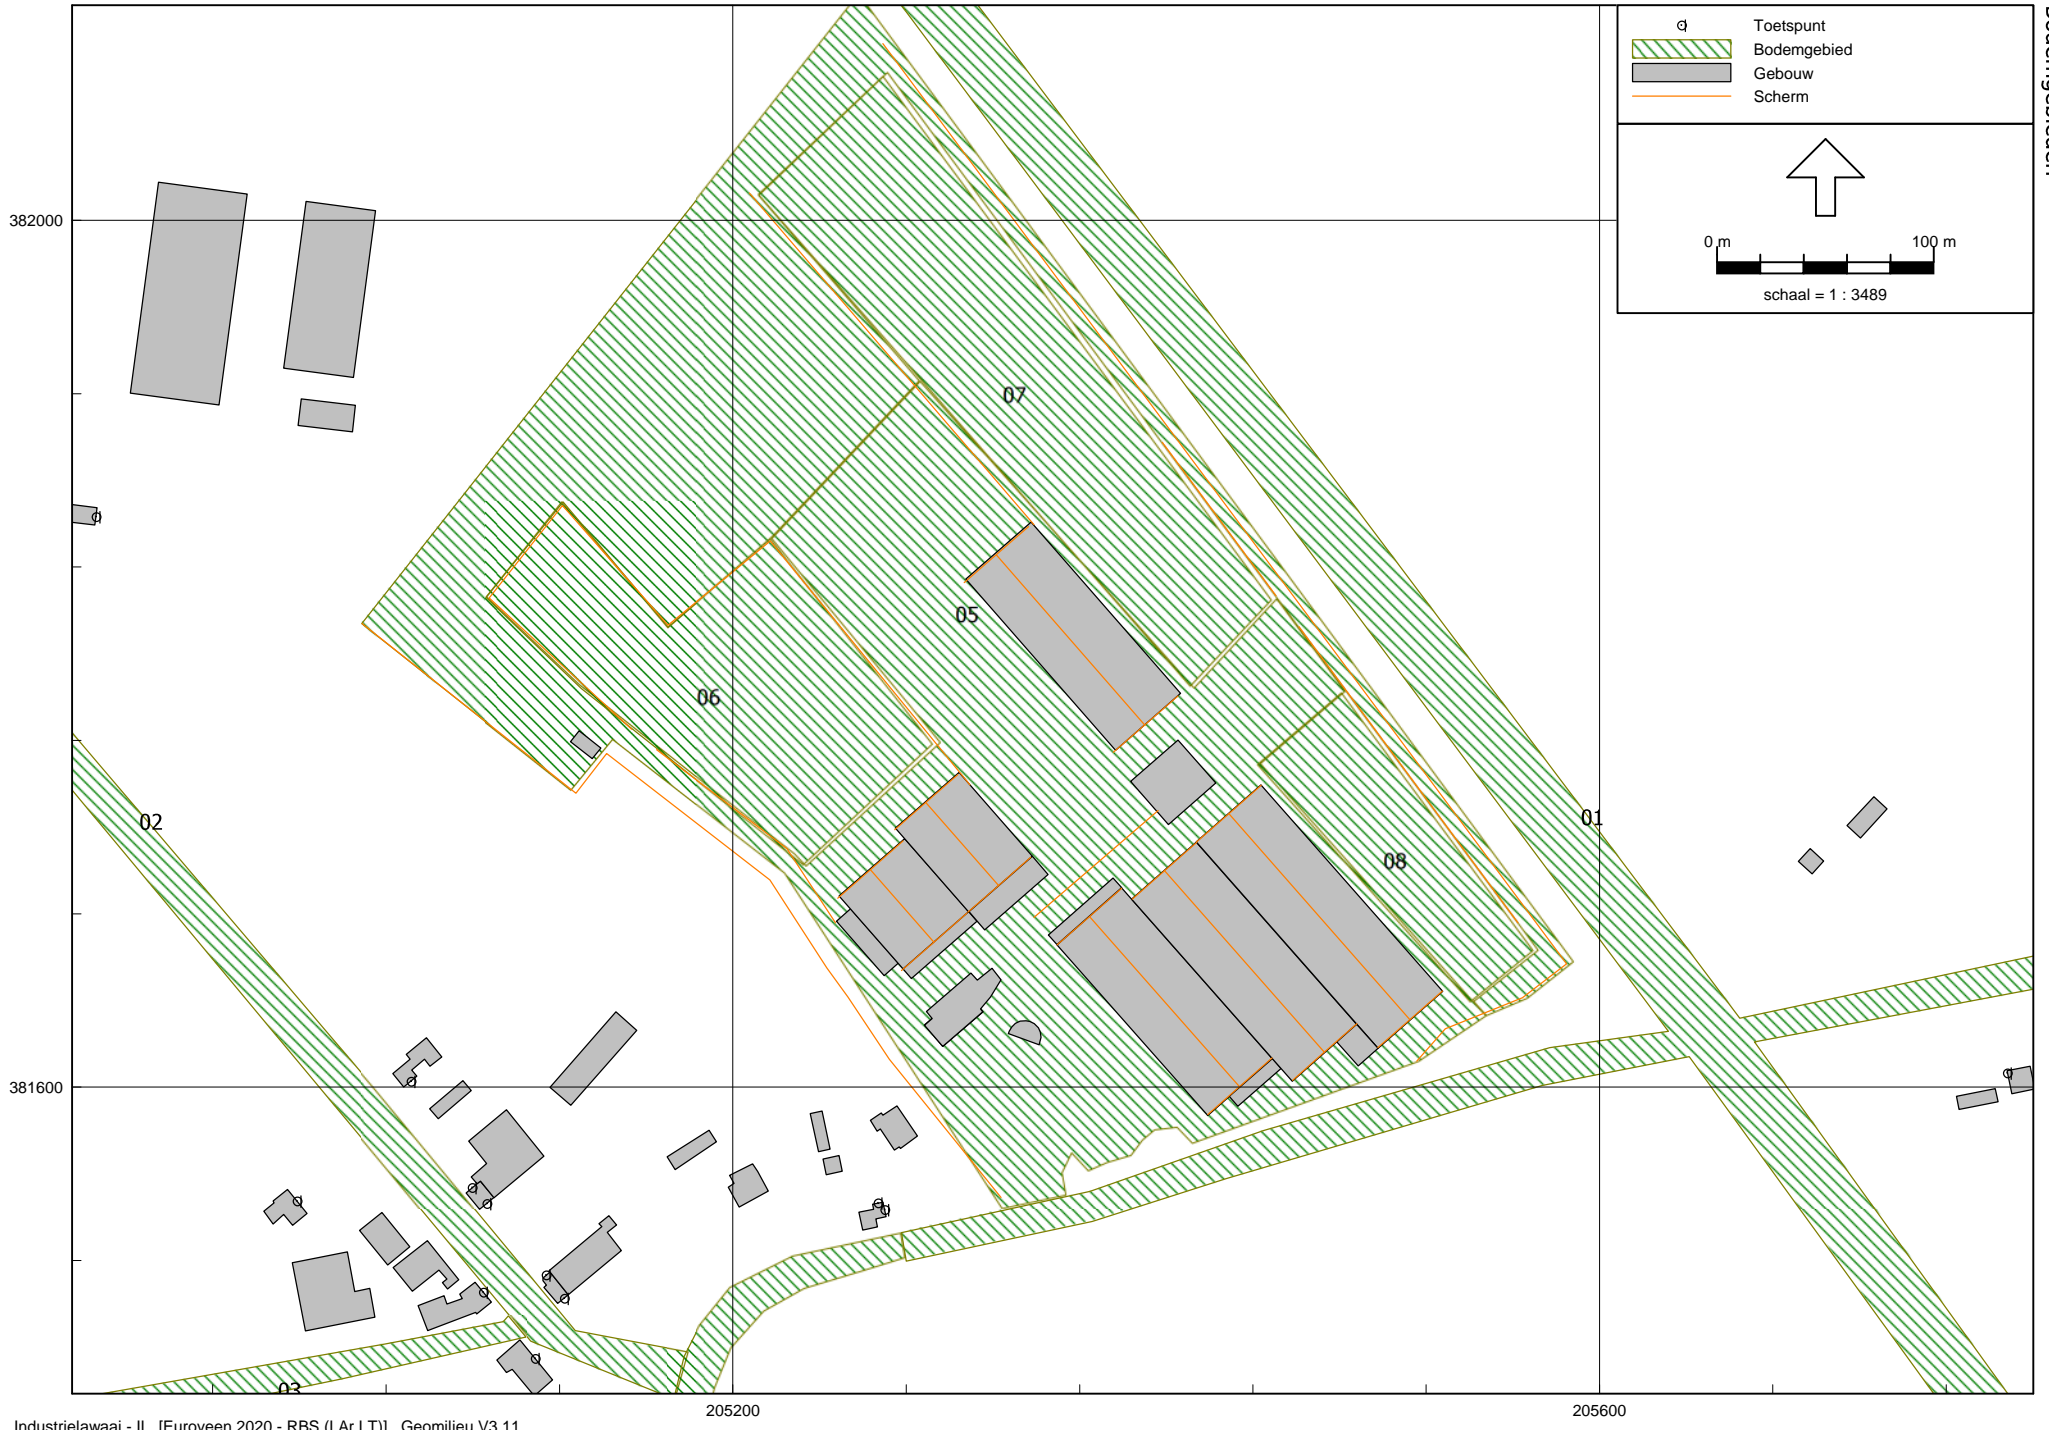 Toetspunt
Bodemgebied
Gebouw
Scherm
0 m 100 m
schaal = 1 : 3489
382000
07
05
06
02
01
08
381600
03
205200 205600
Industrielawaai - IL, [Euroveen 2020 - RBS (LAr,LT)], Geomilieu V3.11
Bodemgebieden